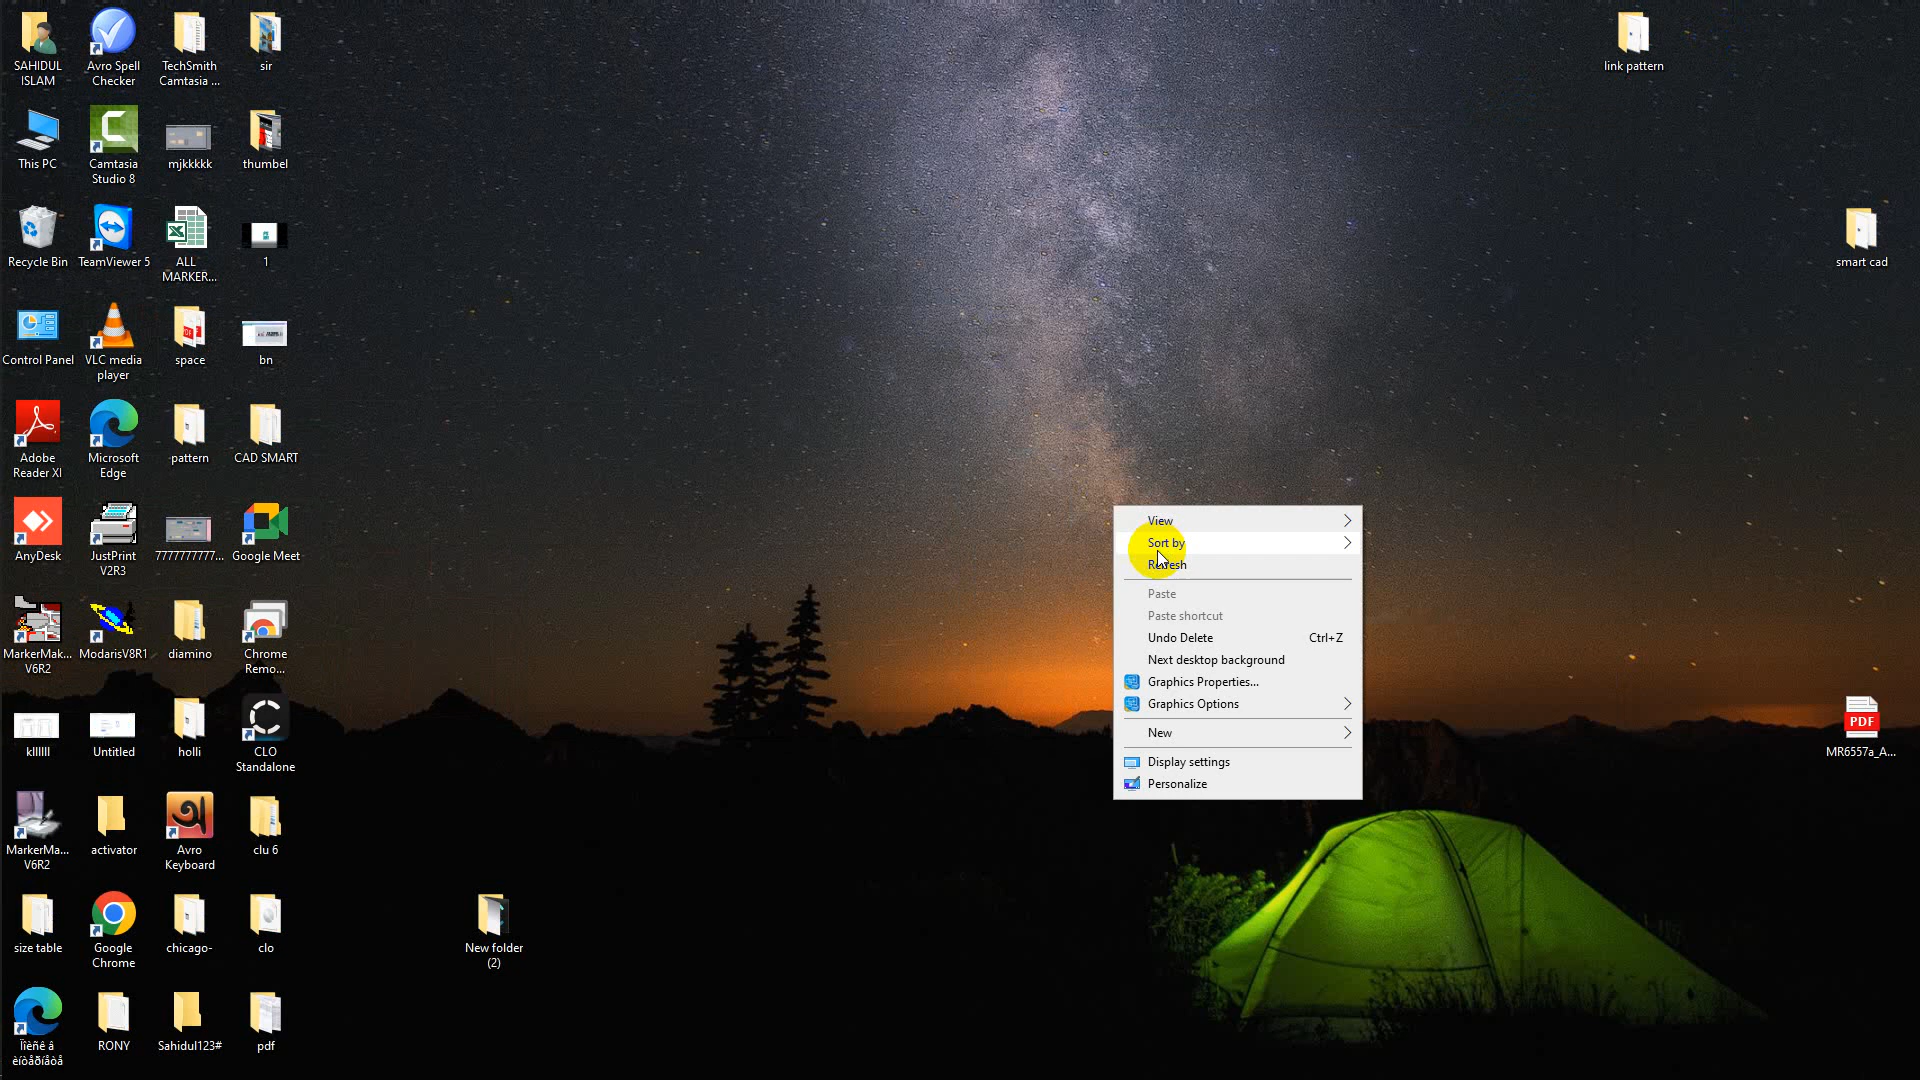 SAHIDUL
ISLAM
Avro Spell
Checker
TechSmith
Camtasia ...
sir
link pattern
This PC
Camtasia
Studio 8
mjkkkkk
thumbel
Recycle Bin
TeamViewer 5
ALL
MARKER...
1
smart cad
Control Panel
VLC media
player
space
bn
Adobe
Reader XI
Microsoft
Edge
pattern
CAD SMART
AnyDesk
JustPrint
V2R3
7777777777...
Google Meet
View
Sort by
Refresh
Paste
Paste shortcut
Undo Delete Ctrl+Z
Next desktop background
Graphics Properties...
Graphics Options
New
Display settings
Personalize
MarkerMak...
V6R2
ModarisV8R1
diamino
Chrome
Remo...
klllllll
Untitled
holli
CLO
Standalone
PDF
MR6557a_A...
MarkerMa...
V6R2
activator
Avro
Keyboard
clu 6
size table
Google
Chrome
chicago-
clo
New folder
(2)
Ïîèñê â
èíòåðíåòå
RONY
Sahidul123#
pdf